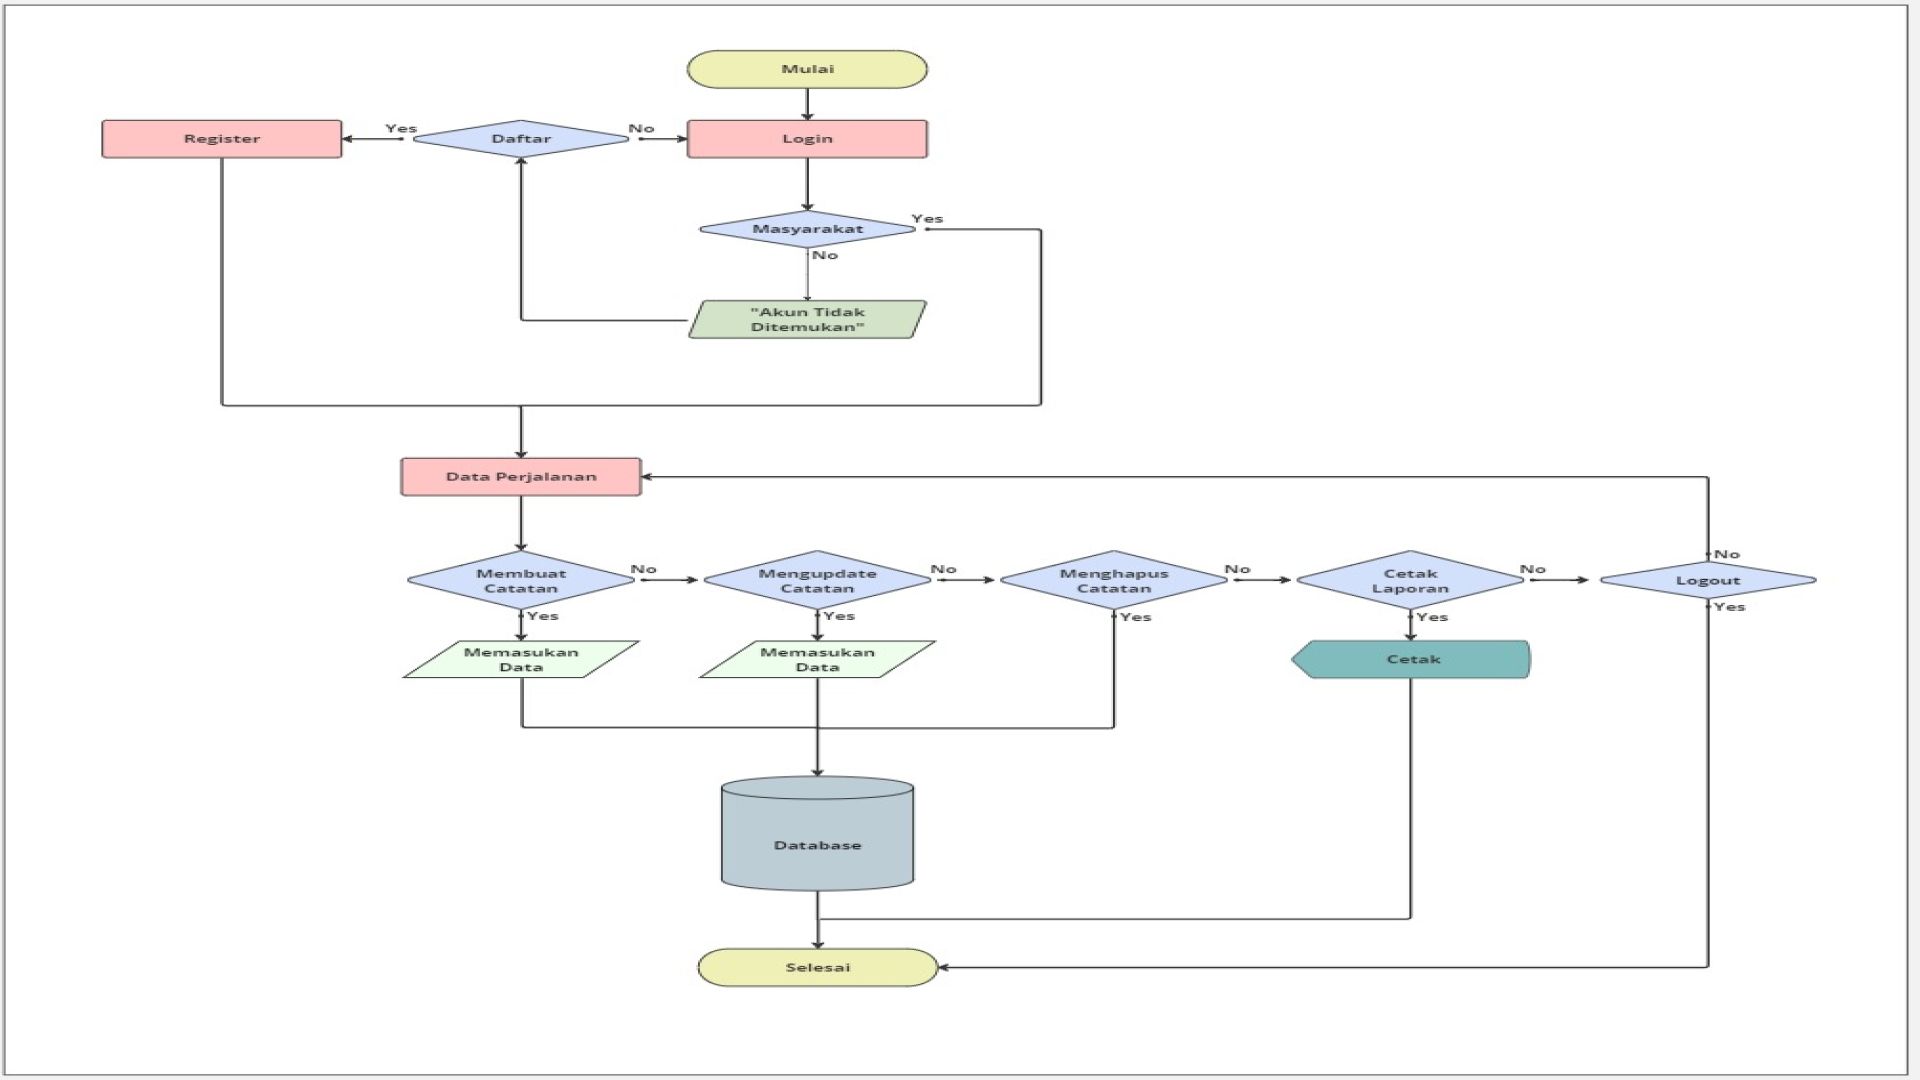 Mulai
Register
Yes
Daftar
No
Login
Masyarakat
Yes
No
"Akun Tidak
Ditemukan"
Data Perjalanan
Membuat
Catatan
No
Mengupdate
Catatan
No
Menghapus
Catatan
No
Cetak
Laporan
No
No
Logout
Yes
Yes
Yes
Yes
Yes
Memasukan
Data
Memasukan
Data
Cetak
Database
Selesai